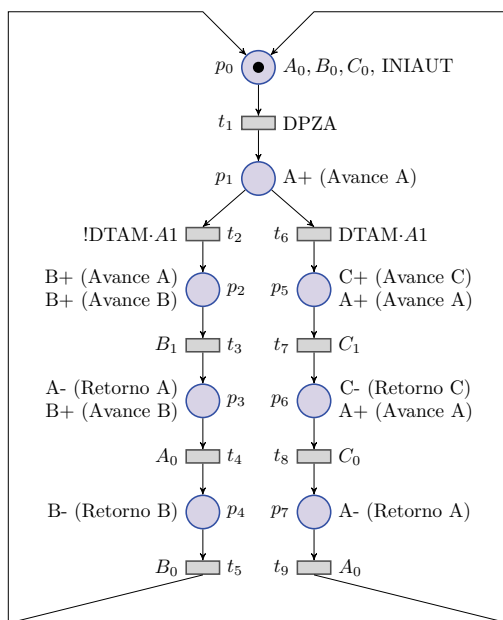 p0 A0, B0, C0, INIAUT
t1 DPZA
p1 A+ (Avance A)
!DTAM·A1 t2 t6 DTAM·A1
B+ (Avance A) C+ (Avance C)
p2 p5
B+ (Avance B) A+ (Avance A)
B1 t3 t7 C1
A- (Retorno A) C- (Retorno C)
p3 p6
B+ (Avance B) A+ (Avance A)
A0 t4 t8 C0
B- (Retorno B) p4 p7 A- (Retorno A)
B0 t5 t9 A0